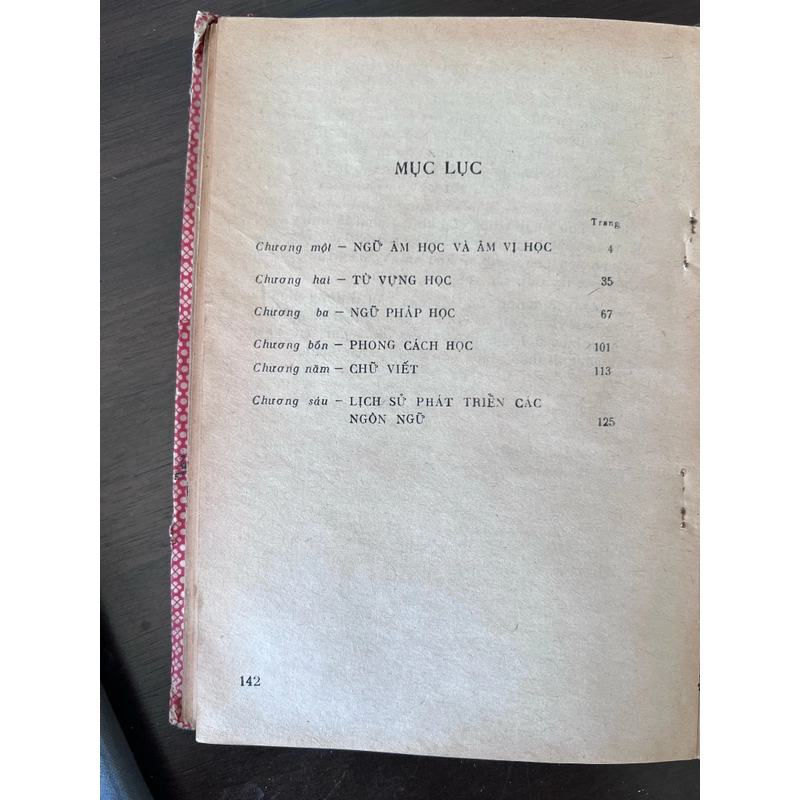 MỤC LỤC
Trang
Chương một – NGỮ ÂM HỌC VÀ ÂM VỊ HỌC 4
Chương hai – TỪ VỰNG HỌC 35
Chương ba – NGỮ PHÁP HỌC 67
Chương bốn – PHONG CÁCH HỌC 101
Chương năm – CHỮ VIẾT 113
Chương sáu – LỊCH SỬ PHÁT TRIỂN CÁC
NGÔN NGỮ 125
142